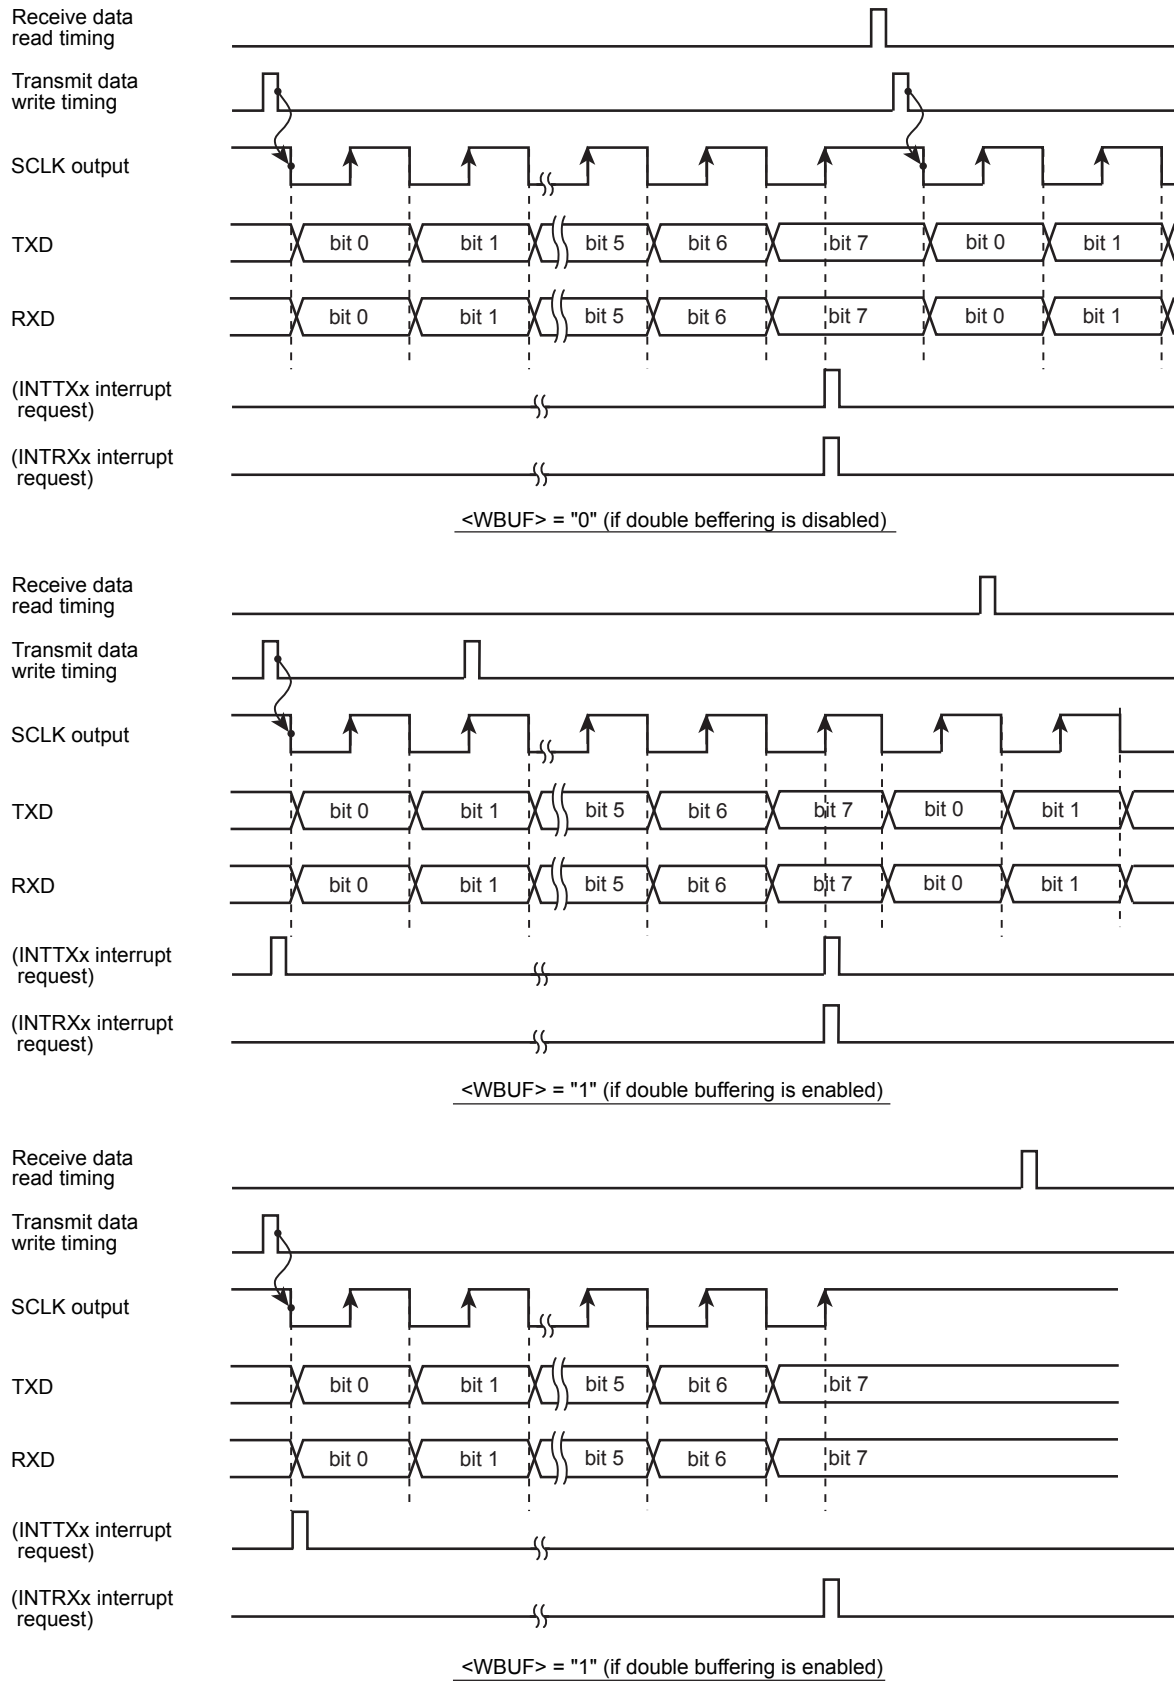 Receive data
read timing
Transmit data
write timing
SCLK output
TXD bit 0 bit 1 bit 5 bit 6 bit 7 bit 0 bit 1
RXD bit 0 bit 1 bit 5 bit 6 bit 7 bit 0 bit 1
(INTTXx interrupt
request)
(INTRXx interrupt
request)
<WBUF> = "0" (if double beffering is disabled)
Receive data
read timing
Transmit data
write timing
SCLK output
TXD bit 0 bit 1 bit 5 bit 6 bit 7 bit 0 bit 1
RXD bit 0 bit 1 bit 5 bit 6 bit 7 bit 0 bit 1
(INTTXx interrupt
request)
(INTRXx interrupt
request)
<WBUF> = "1" (if double buffering is enabled)
Receive data
read timing
Transmit data
write timing
SCLK output
TXD bit 0 bit 1 bit 5 bit 6 bit 7
RXD bit 0 bit 1 bit 5 bit 6 bit 7
(INTTXx interrupt
request)
(INTRXx interrupt
request)
<WBUF> = "1" (if double buffering is enabled)